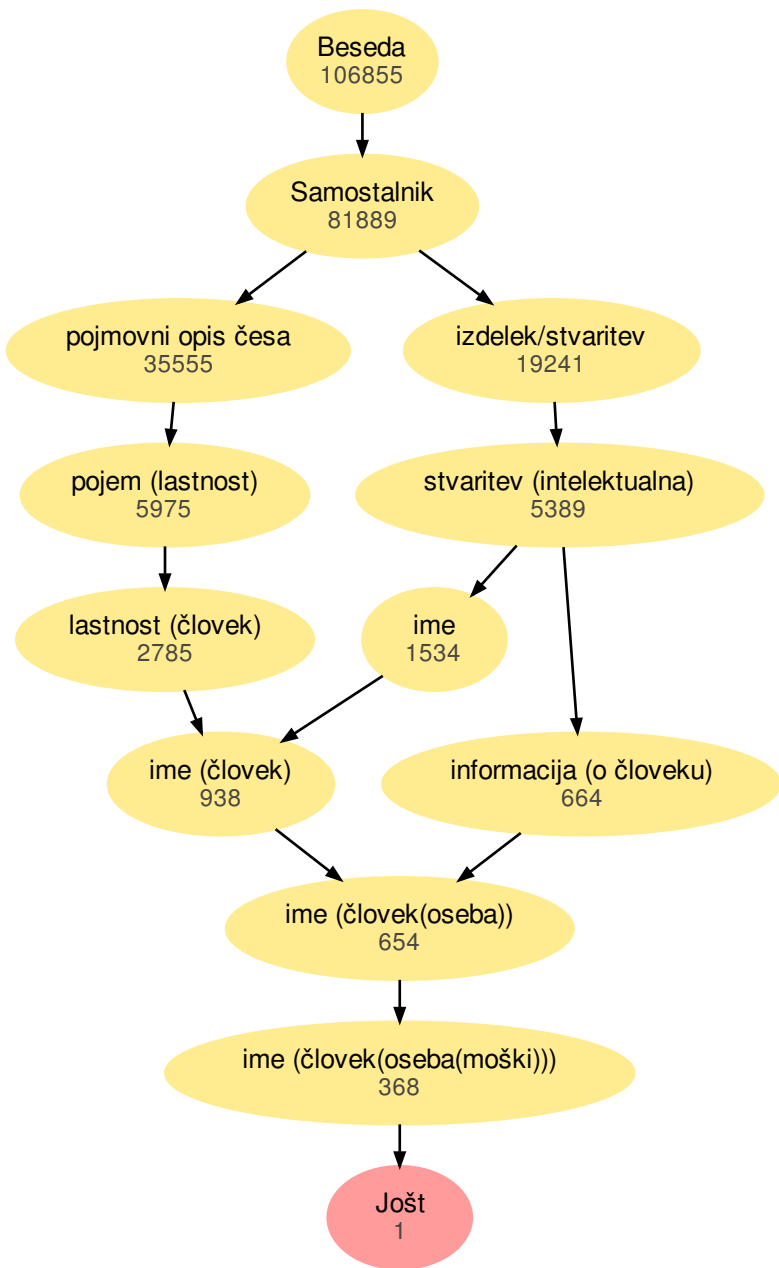 Beseda
106855
Samostalnik
81889
pojmovni opis česa
35555
izdelek/stvaritev
19241
pojem (lastnost)
5975
stvaritev (intelektualna)
5389
lastnost (človek)
2785
ime
1534
ime (človek)
938
informacija (o človeku)
664
ime (človek(oseba))
654
ime (človek(oseba(moški)))
368
Jošt
1